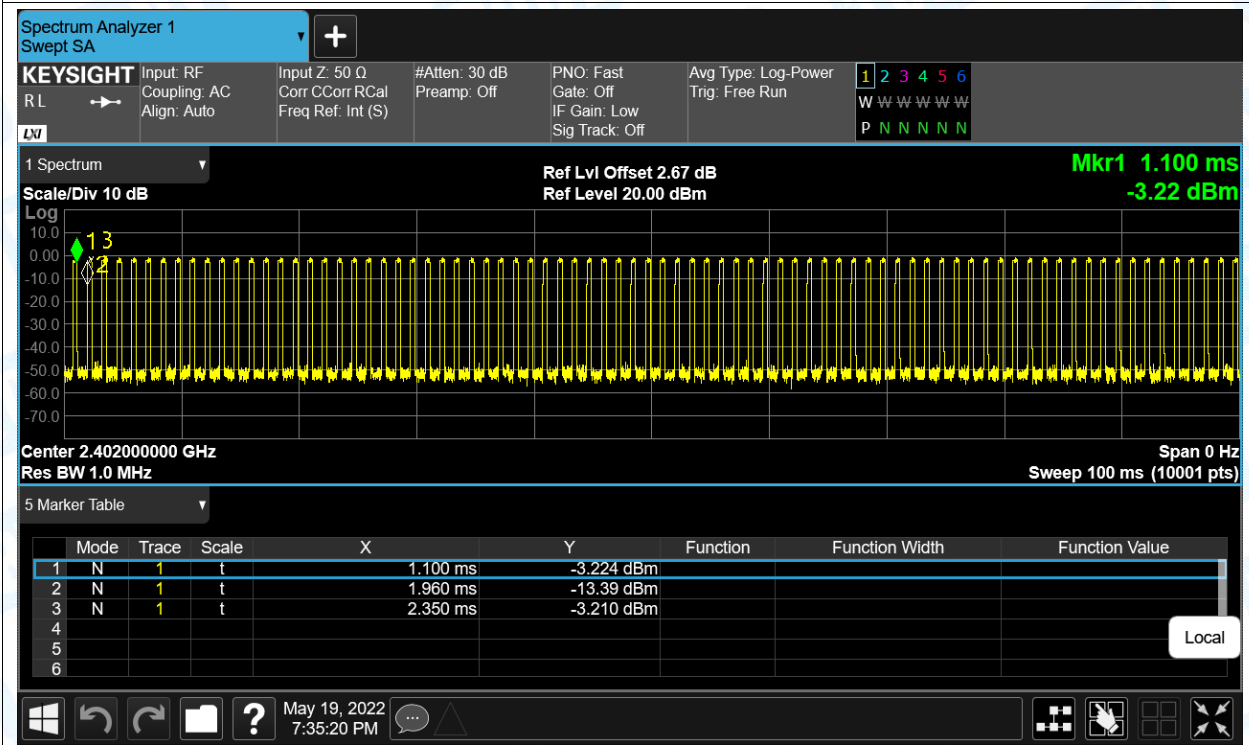 Spectrum Analyzer 1
Swept SA
KEYSIGHT
R L
LXI
Input: RF
Coupling: AC
Align: Auto
Input Z: 50 Ω
Corr CCorr RCal
Freq Ref: Int (S)
#Atten: 30 dB
Preamp: Off
PNO: Fast
Gate: Off
IF Gain: Low
Sig Track: Off
Avg Type: Log-Power
Trig: Free Run
1 2 3 4 5 6
W W W W W W
P N N N N N
1 Spectrum
Scale/Div 10 dB
Ref Lvl Offset 2.67 dB
Ref Level 20.00 dBm
Mkr1 1.100 ms
-3.22 dBm
Log
10.0
0.00
-10.0
-20.0
-30.0
-40.0
-50.0
-60.0
-70.0
1 3
2
Center 2.402000000 GHz
Res BW 1.0 MHz
Span 0 Hz
Sweep 100 ms (10001 pts)
5 Marker Table
Mode Trace Scale X Y Function Function Width Function Value
1 N 1 t 1.100 ms -3.224 dBm
2 N 1 t 1.960 ms -13.39 dBm
3 N 1 t 2.350 ms -3.210 dBm
4
5
6
Local
?
May 19, 2022
7:35:20 PM